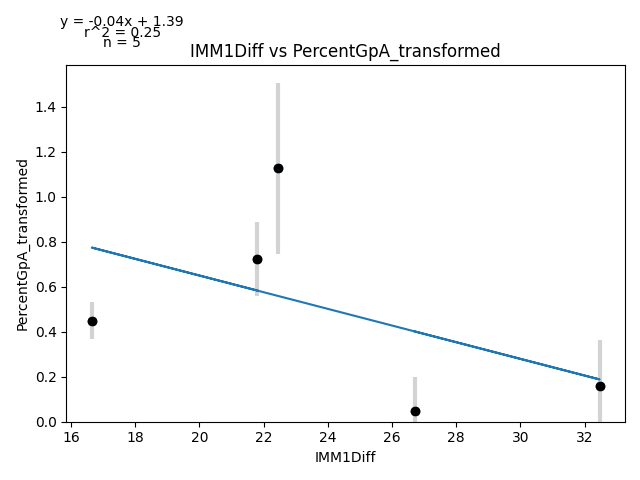 y = -0.04x + 1.39
r^2 = 0.25
n = 5
IMM1Diff vs PercentGpA_transformed
PercentGpA_transformed
1.4
1.2
1.0
0.8
0.6
0.4
0.2
0.0
16 18 20 22 24 26 28 30 32
IMM1Diff